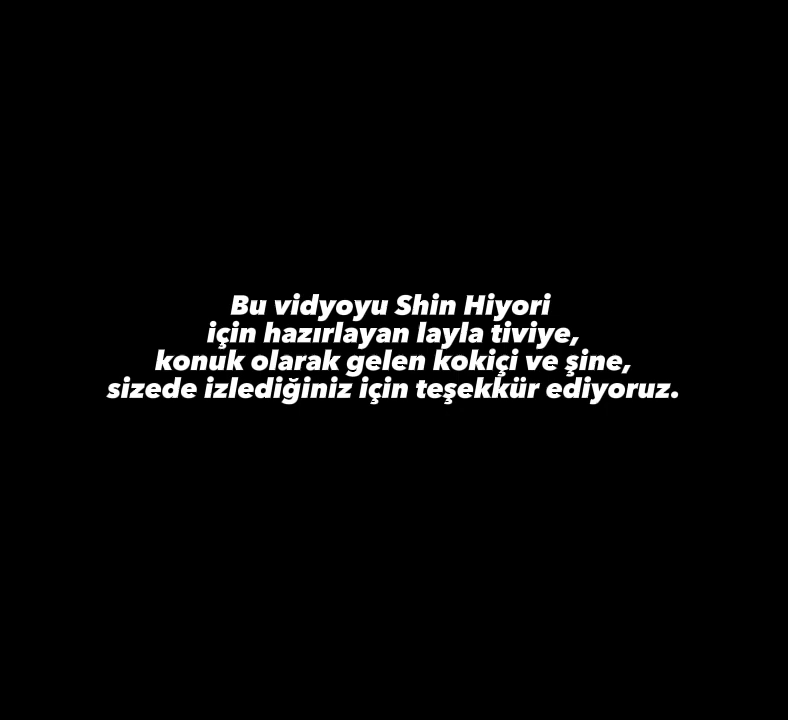 Bu vidyoyu Shin Hiyori
için hazırlayan layla tiviye,
konuk olarak gelen kokiçi ve şine,
sizede izlediğiniz için teşekkür ediyoruz.